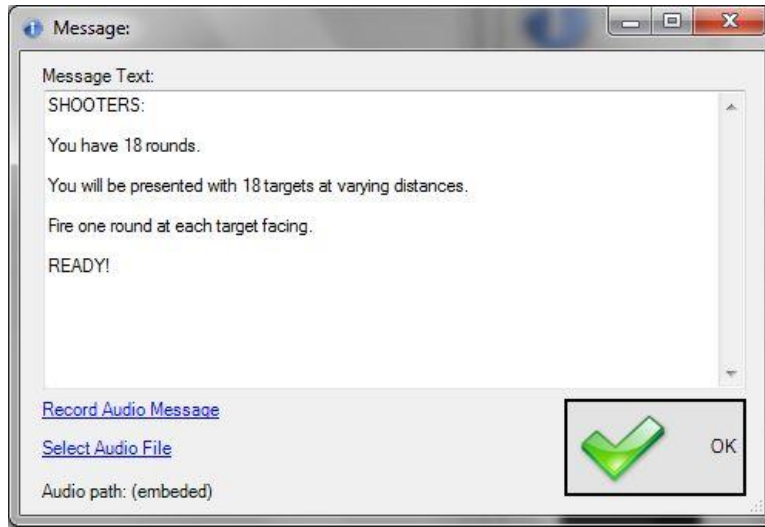 Message:
Message Text:
SHOOTERS:
You have 18 rounds.
You will be presented with 18 targets at varying distances.
Fire one round at each target facing.
READY!
Record Audio Message
Select Audio File
OK
Audio path: (embeded)